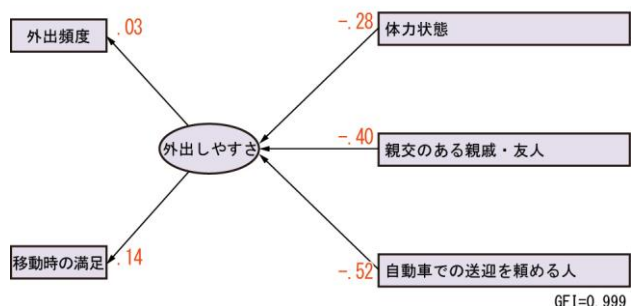 外出頻度
.03
-.28
体力状態
外出しやすさ
-.40
親交のある親戚・友人
移動時の満足
.14
-.52
自動車での送迎を頼める人
GFI=0.999